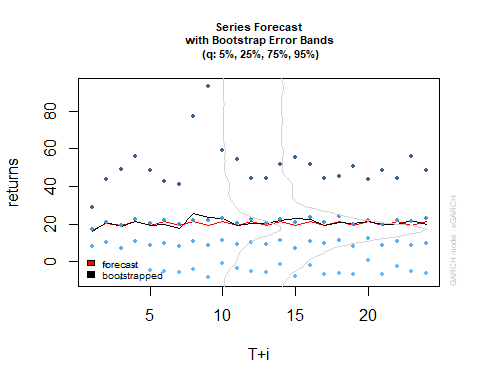 Series Forecast
with Bootstrap Error Bands
(q: 5%, 25%, 75%, 95%)
returns
80
60
40
20
0
forecast
bootstrapped
5
10
15
20
T+i
GARCH model : sGARCH